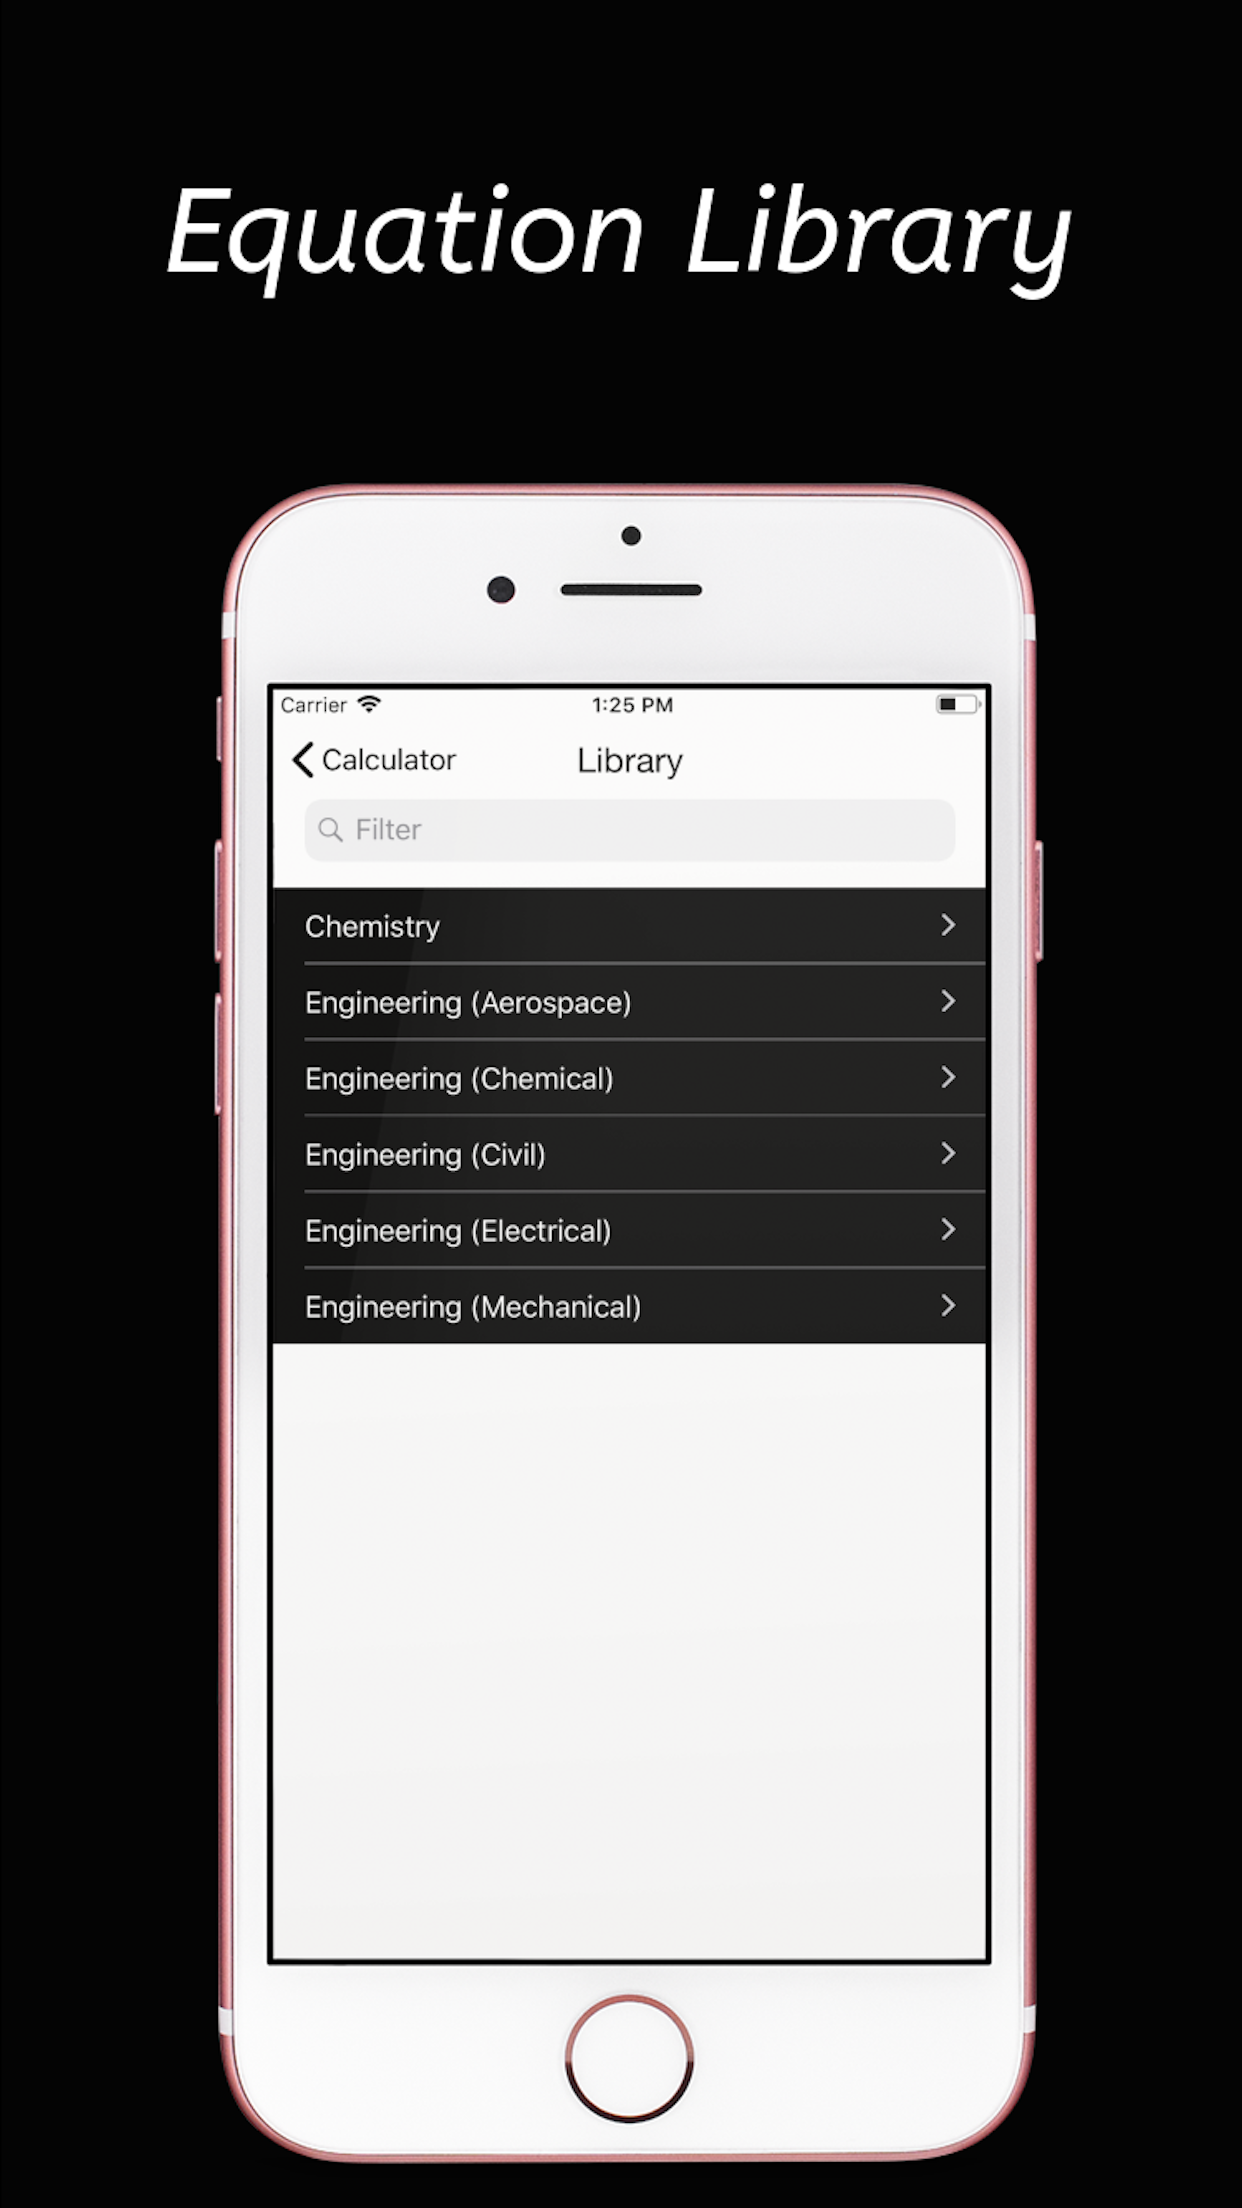 Equation Library
Carrier 1:25 PM
Calculator Library
Filter
Chemistry
Engineering (Aerospace)
Engineering (Chemical)
Engineering (Civil)
Engineering (Electrical)
Engineering (Mechanical)